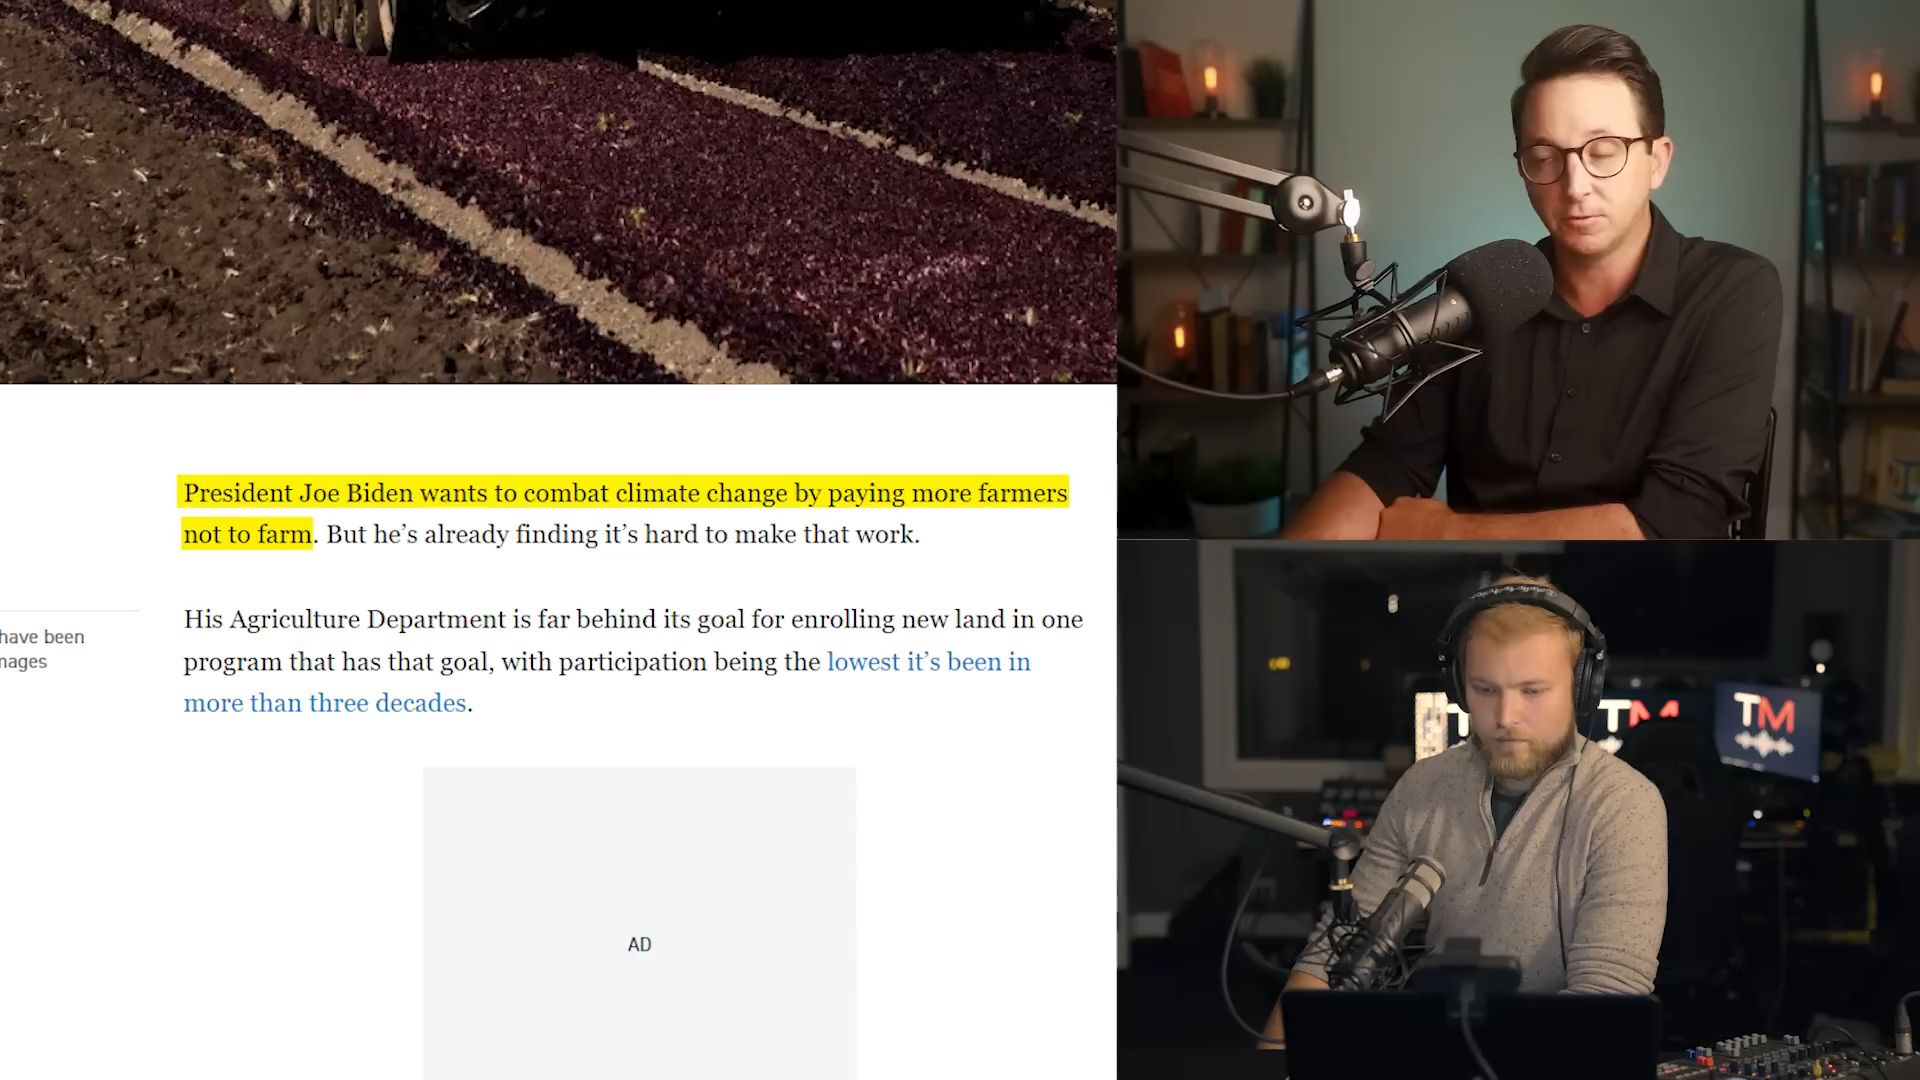 President Joe Biden wants to combat climate change by paying more farmers
not to farm. But he’s already finding it’s hard to make that work.
His Agriculture Department is far behind its goal for enrolling new land in one
have been
nages
program that has that goal, with participation being the lowest it’s been in
more than three decades.
AD
TM
TM